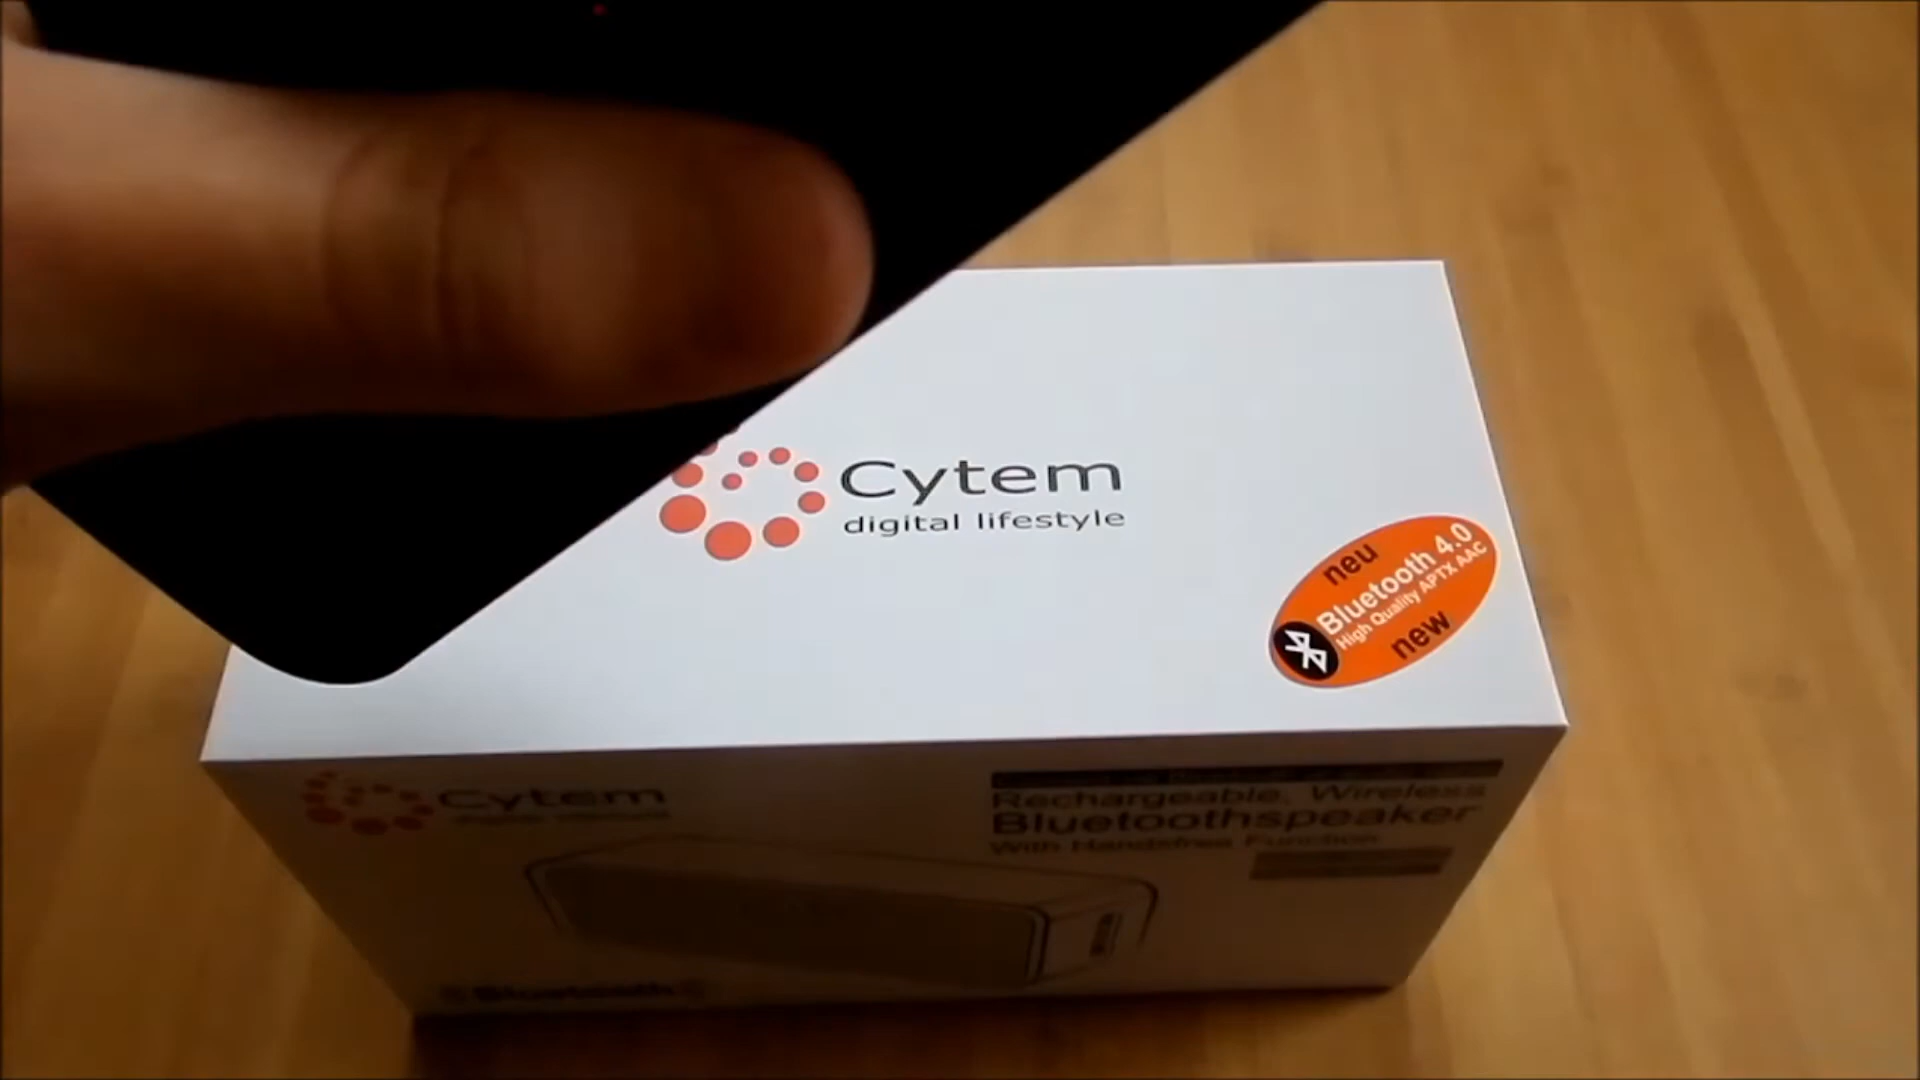 Cytem
digital lifestyle
neu
Bluetooth 4.0
High Quality APTX AAC
new
Cytem
Rechargeable, Wireless
Bluetoothspeaker
With Handsfree Function
Bluetooth